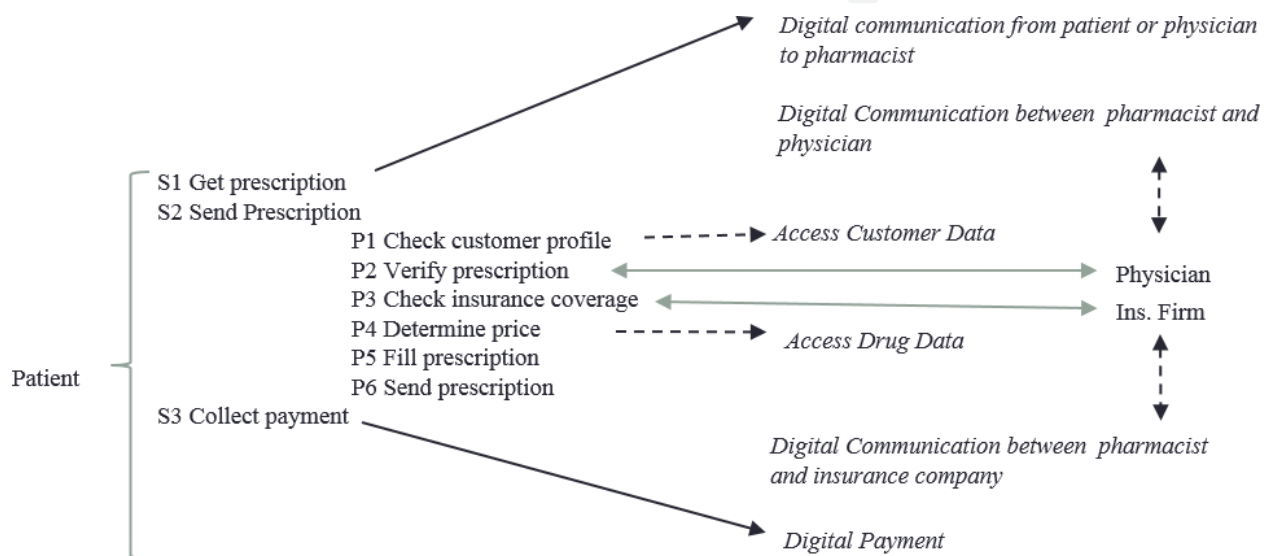 Digital communication from patient or physician
to pharmacist
Digital Communication between pharmacist and
physician
S1 Get prescription
S2 Send Prescription
P1 Check customer profile
Access Customer Data
P2 Verify prescription
Physician
P3 Check insurance coverage
Ins. Firm
P4 Determine price
Access Drug Data
P5 Fill prescription
Patient
P6 Send prescription
S3 Collect payment
Digital Communication between pharmacist
and insurance company
Digital Payment